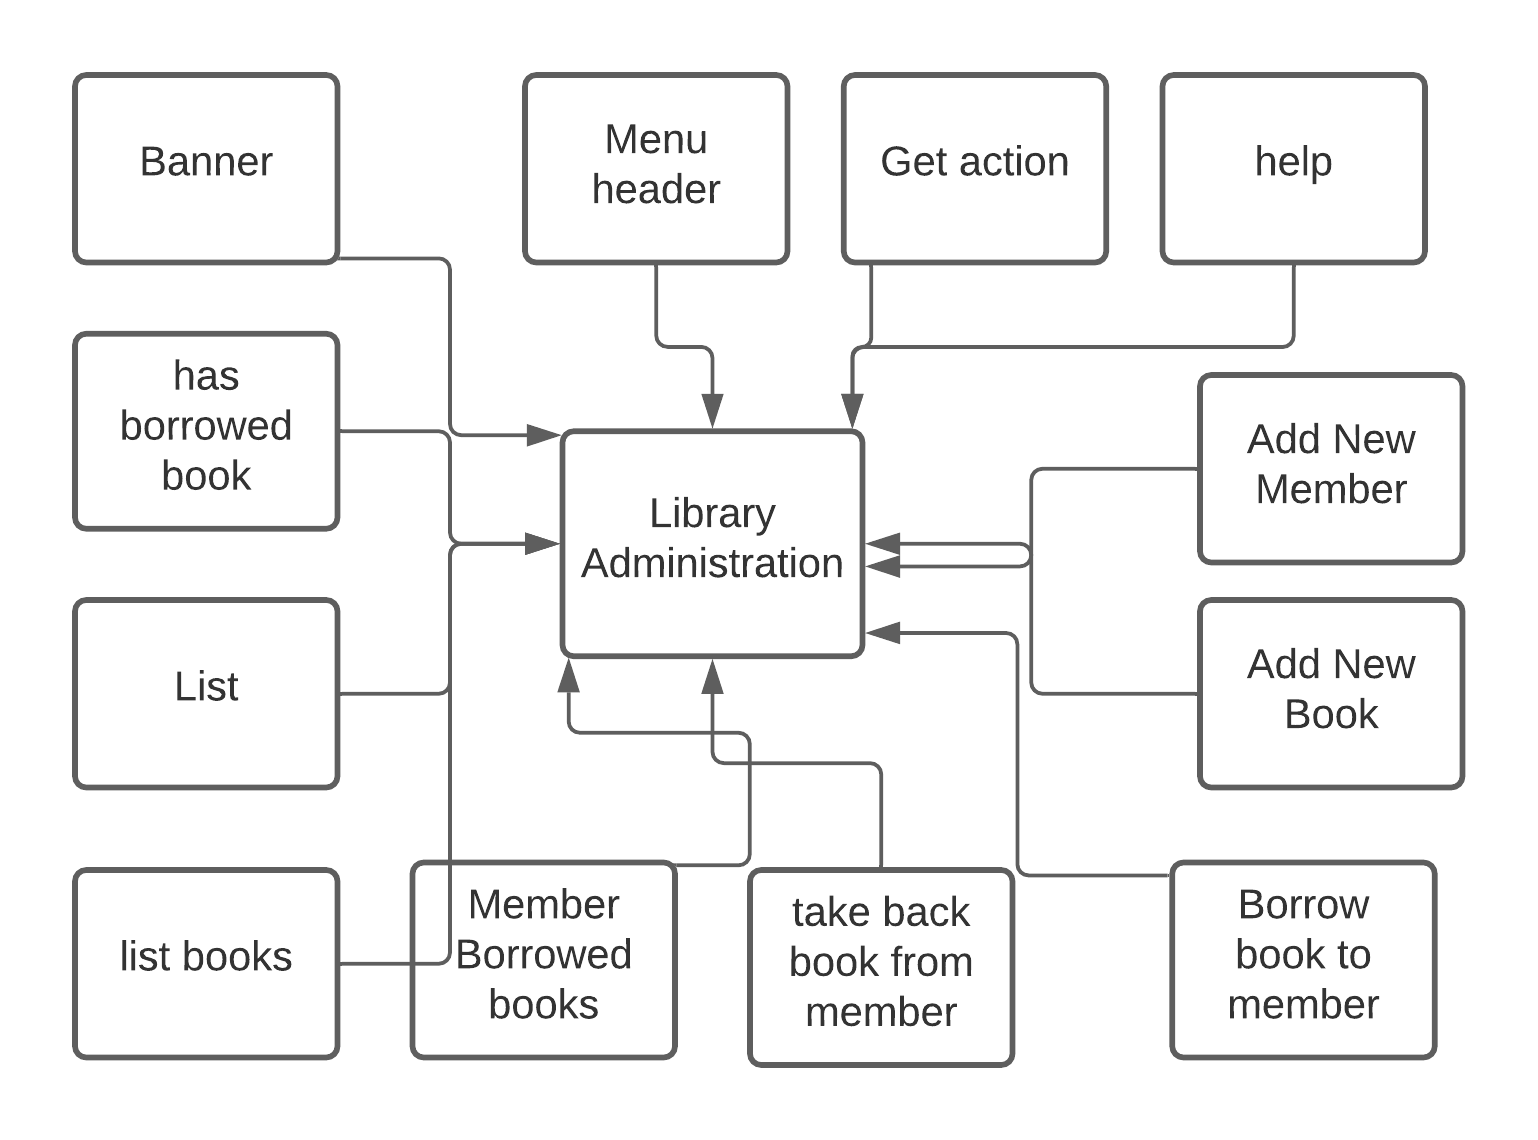 Banner
Menu
header
Get action
help
has
borrowed
book
Library
Administration
Add New
Member
List
Add New
Book
list books
Member
Borrowed
books
take back
book from
member
Borrow
book to
member